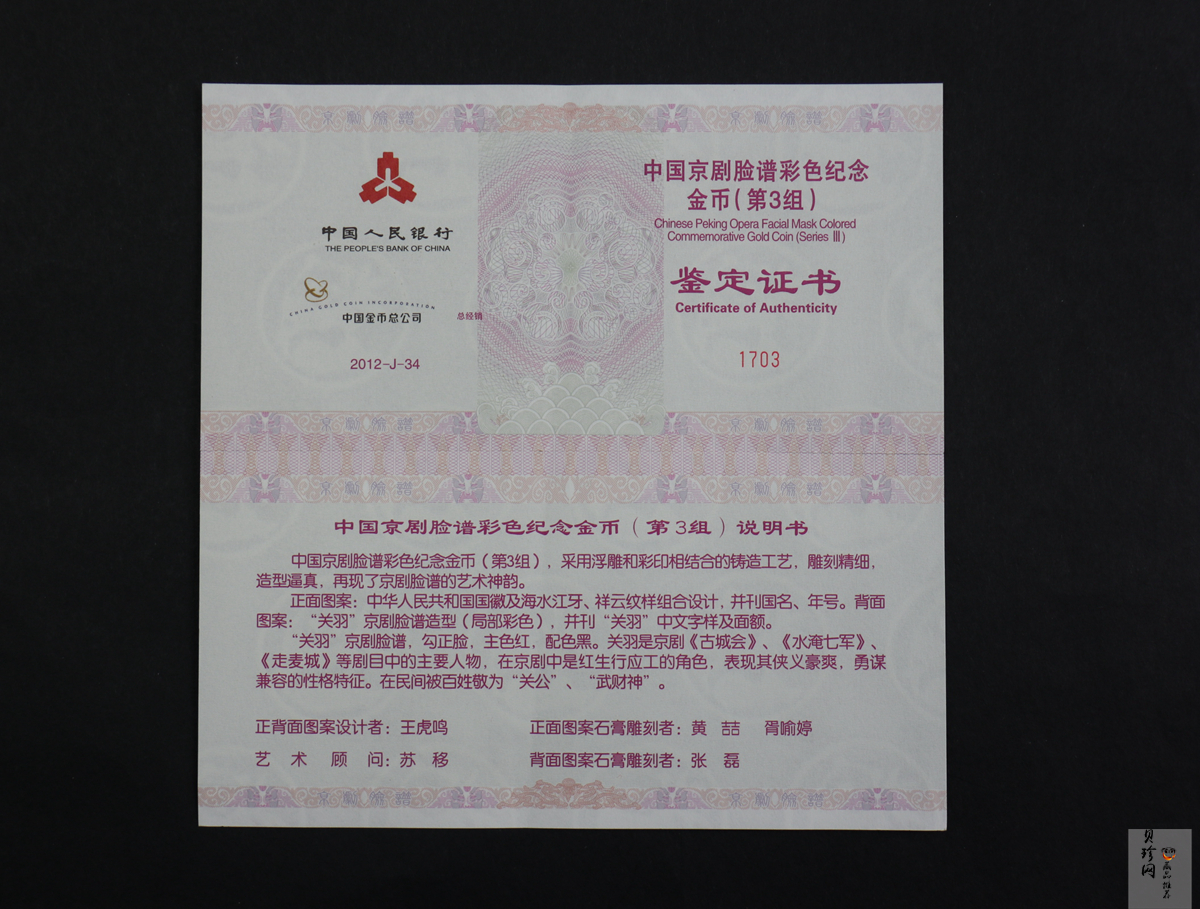 中国人民银行
THE PEOPLE'S BANK OF CHINA
CHINA GOLD COIN INCORPORATION
中国金币总公司
总经销
2012-J-34
中国京剧脸谱彩色纪念
金币(第3组)
Chinese Peking Opera Facial Mask Colored
Commemorative Gold Coin (Series Ⅲ)
鉴定证书
Certificate of Authenticity
1703
中国京剧脸谱彩色纪念金币（第3组）说明书
中国京剧脸谱彩色纪念金币（第3组），采用浮雕和彩印相结合的铸造工艺，雕刻精细，
造型逼真，再现了京剧脸谱的艺术神韵。
正面图案：中华人民共和国国徽及海水江牙、祥云纹样组合设计，并刊国名、年号。背面
图案：“关羽”京剧脸谱造型（局部彩色），并刊“关羽”中文字样及面额。
“关羽”京剧脸谱，勾正脸，主色红，配色黑。关羽是京剧《古城会》、《水淹七军》、
《走麦城》等剧目中的主要人物，在京剧中是红生行应工的角色，表现其侠义豪爽，勇谋
兼容的性格特征。在民间被百姓敬为“关公”、“武财神”。
正背面图案设计者：王虎鸣
正面图案石膏雕刻者：黄 喆 胥喻婷
艺 术 顾 问：苏 移
背面图案石膏雕刻者：张 磊
贝珍网
藏品推荐